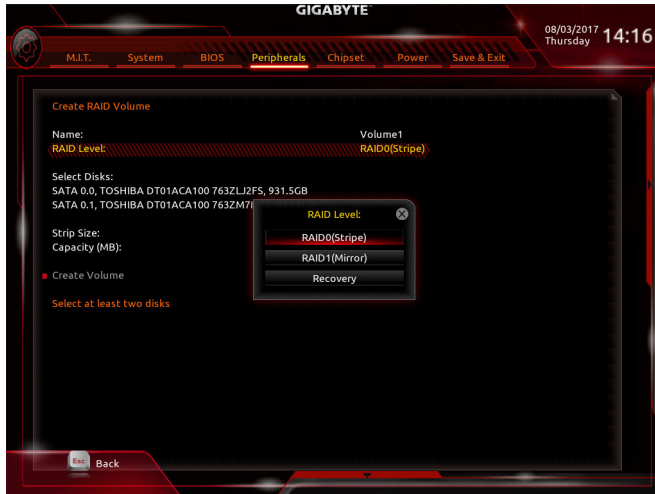 GIGABYTE™
08/03/2017 Thursday 14:16
M.I.T. System BIOS Peripherals Chipset Power Save & Exit
Create RAID Volume
Name: Volume1
RAID Level: RAID0(Stripe)
Select Disks:
SATA 0.0, TOSHIBA DT01ACA100 763ZLJ2FS, 931.5GB
SATA 0.1, TOSHIBA DT01ACA100
Strip Size:
Capacity (MB):
Create Volume
Select at least two disks
RAID Level:
RAID0(Stripe)
RAID1(Mirror)
Recovery
Esc Back